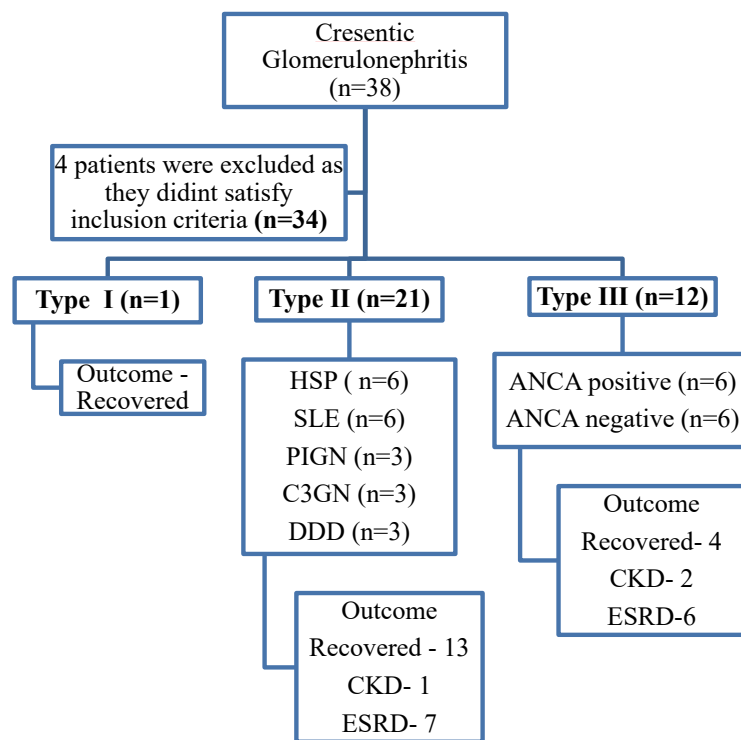 Cresentic
Glomerulonephritis
(n=38)
4 patients were excluded as
they didint satisfy
inclusion criteria (n=34)
Type I (n=1)
Type II (n=21)
Type III (n=12)
Outcome -
Recovered
HSP ( n=6)
SLE (n=6)
PIGN (n=3)
C3GN (n=3)
DDD (n=3)
ANCA positive (n=6)
ANCA negative (n=6)
Outcome
Recovered - 13
CKD- 1
ESRD- 7
Outcome
Recovered- 4
CKD- 2
ESRD-6